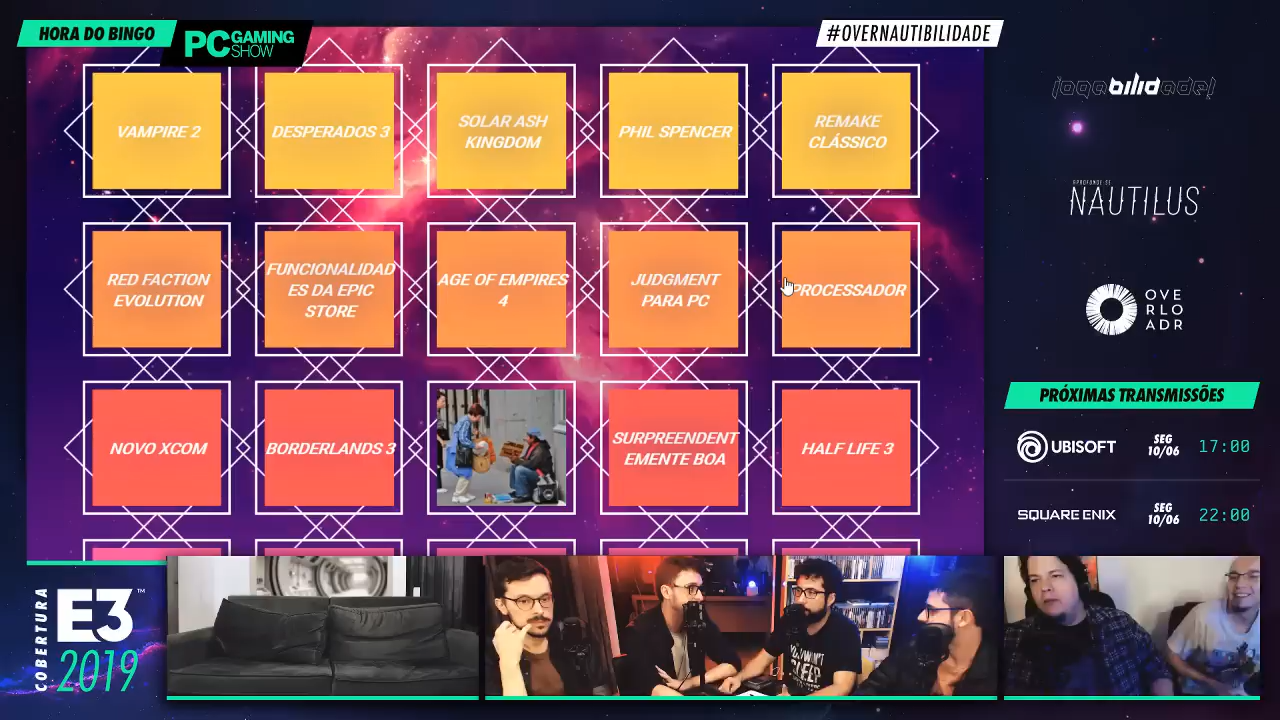 HORA DO BINGO
PC GAMING SHOW
#OVERNAUTIBILIDADE
VAMPIRE 2
DESPERADOS 3
SOLAR ASH
KINGDOM
PHIL SPENCER
REMAKE
CLÁSSICO
RED FACTION
EVOLUTION
FUNCIONALIDAD
ES DA EPIC
STORE
AGE OF EMPIRES
4
JUDGMENT
PARA PC
PROCESSADOR
NOVO XCOM
BORDERLANDS 3
SURPREENDENT
EMENTE BOA
HALF LIFE 3
jogabilidade!
APROFUNDE-SE
NAUTILUS
OVE
RLO
ADR
PRÓXIMAS TRANSMISSÕES
UBISOFT
SEG
10/06
17:00
SQUARE ENIX
SEG
10/06
22:00
COBERTURA
E3™
2019